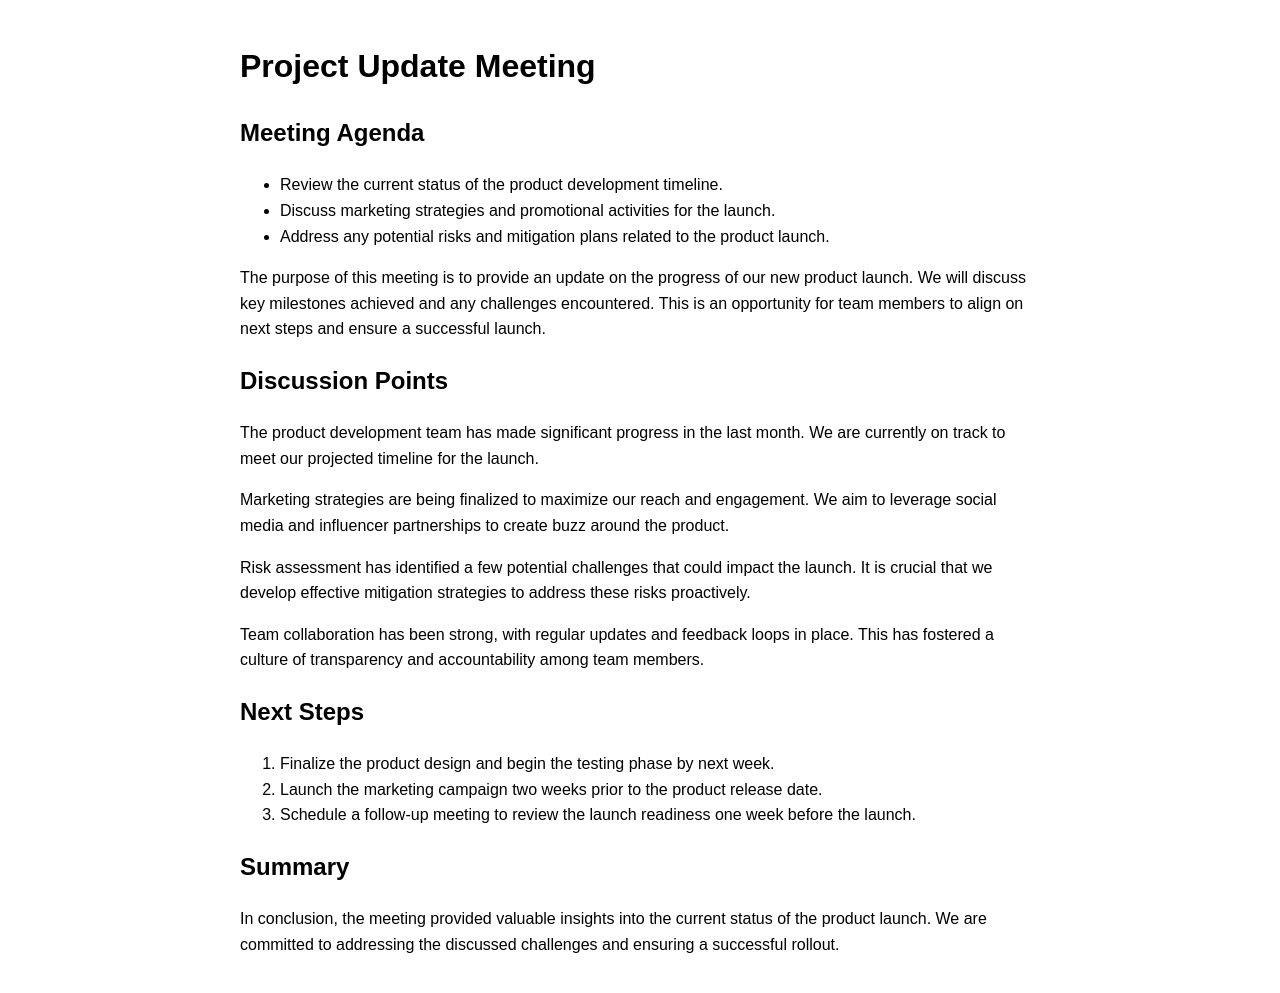 Project Update Meeting
Meeting Agenda
• Review the current status of the product development timeline.
• Discuss marketing strategies and promotional activities for the launch.
• Address any potential risks and mitigation plans related to the product launch.
The purpose of this meeting is to provide an update on the progress of our new product launch. We will discuss
key milestones achieved and any challenges encountered. This is an opportunity for team members to align on
next steps and ensure a successful launch.
Discussion Points
The product development team has made significant progress in the last month. We are currently on track to
meet our projected timeline for the launch.
Marketing strategies are being finalized to maximize our reach and engagement. We aim to leverage social
media and influencer partnerships to create buzz around the product.
Risk assessment has identified a few potential challenges that could impact the launch. It is crucial that we
develop effective mitigation strategies to address these risks proactively.
Team collaboration has been strong, with regular updates and feedback loops in place. This has fostered a
culture of transparency and accountability among team members.
Next Steps
1. Finalize the product design and begin the testing phase by next week.
2. Launch the marketing campaign two weeks prior to the product release date.
3. Schedule a follow-up meeting to review the launch readiness one week before the launch.
Summary
In conclusion, the meeting provided valuable insights into the current status of the product launch. We are
committed to addressing the discussed challenges and ensuring a successful rollout.